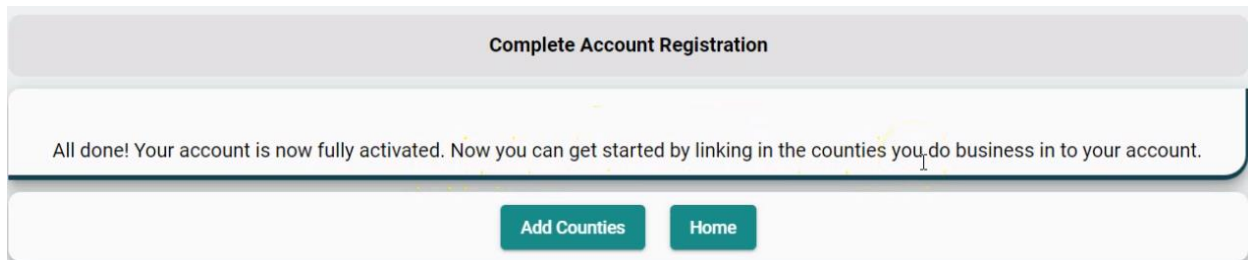 Complete Account Registration
All done! Your account is now fully activated. Now you can get started by linking in the counties you do business in to your account.
Add Counties
Home